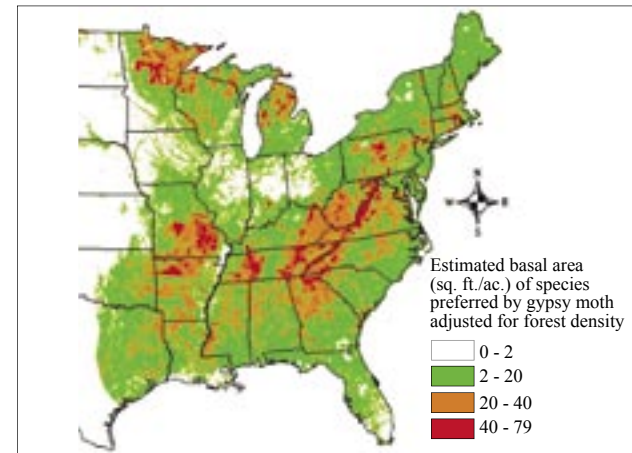 N
W E
S
Estimated basal area
(sq. ft./ac.) of species
preferred by gypsy moth
adjusted for forest density
0 - 2
2 - 20
20 - 40
40 - 79